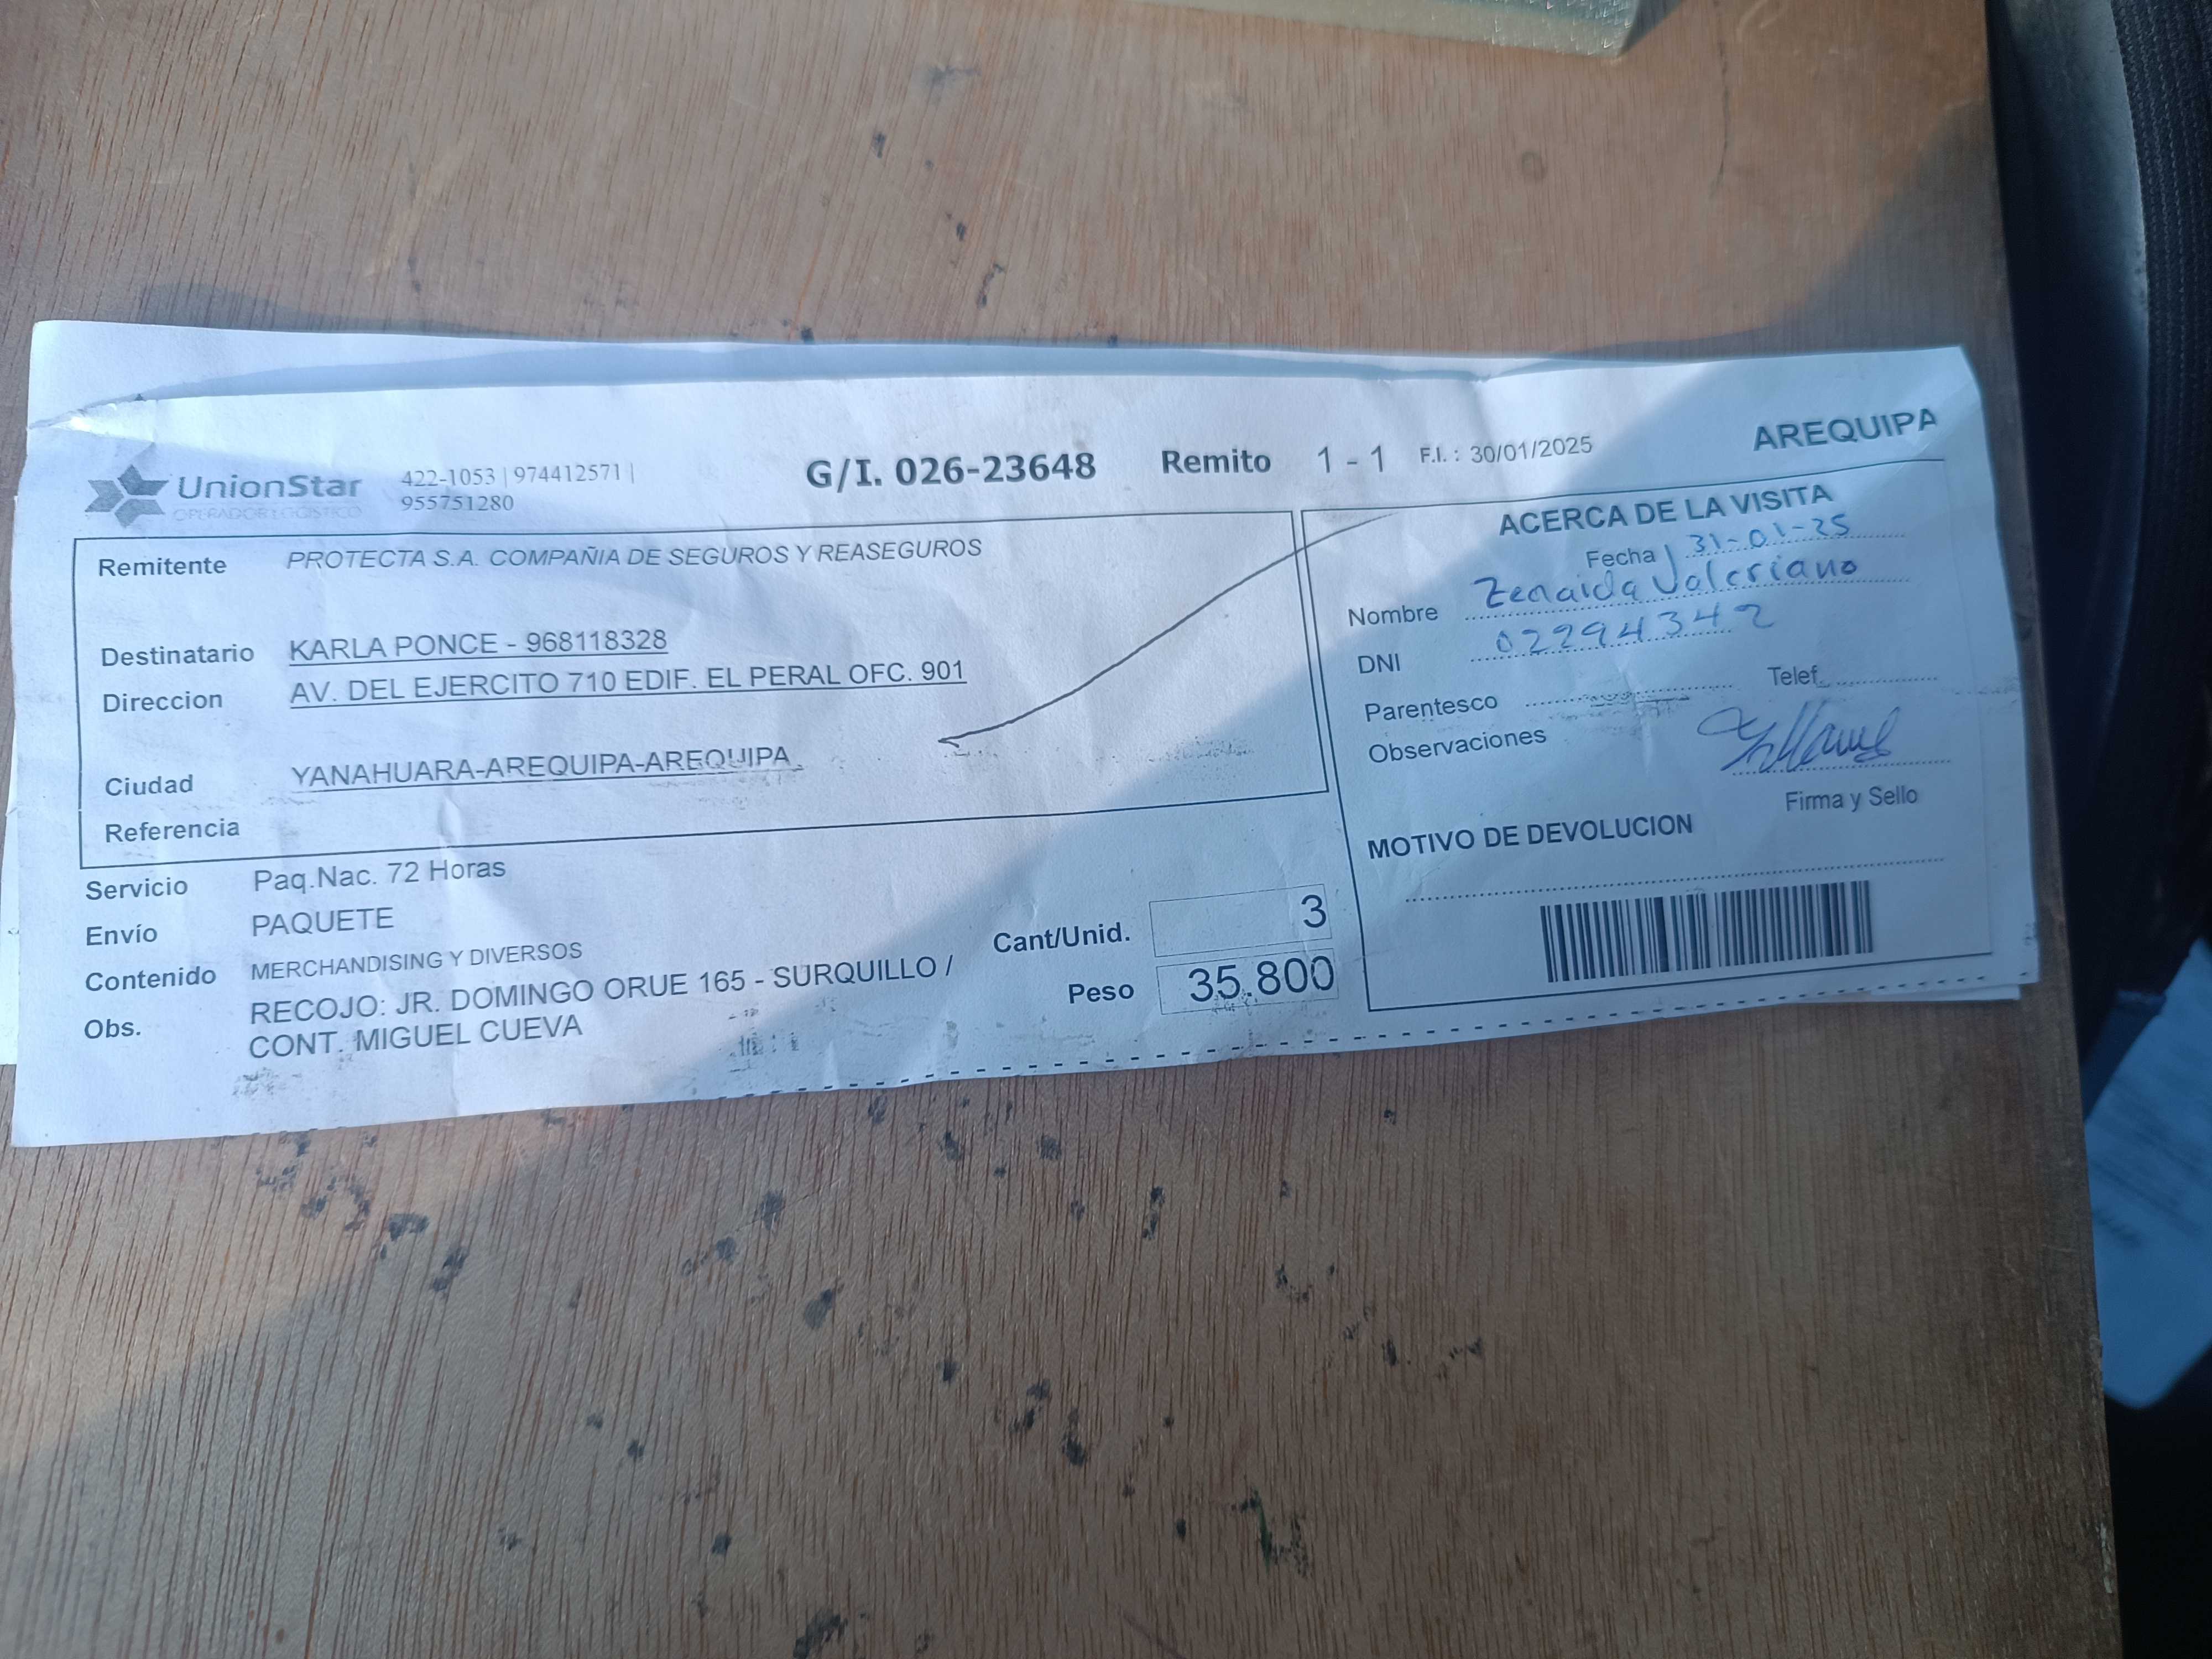 UnionStar
OPERADOR LOGISTICO
422-1053 | 974412571 |
955751280
G/I. 026-23648 Remito 1 - 1 F.I. : 30/01/2025 AREQUIPA
Remitente PROTECTA S.A. COMPAÑIA DE SEGUROS Y REASEGUROS
Destinatario KARLA PONCE - 968118328
Direccion AV. DEL EJERCITO 710 EDIF. EL PERAL OFC. 901
Ciudad YANAHUARA-AREQUIPA-AREQUIPA
Referencia
Servicio Paq.Nac. 72 Horas
Envío PAQUETE
Contenido MERCHANDISING Y DIVERSOS
Obs. RECOJO: JR. DOMINGO ORUE 165 - SURQUILLO /
CONT. MIGUEL CUEVA
Cant/Unid. 3
Peso 35.800
ACERCA DE LA VISITA
Fecha 31-01-25
Nombre Zenaida Valeriano
DNI 02294342
Parentesco Telef.
Observaciones
Firma y Sello
MOTIVO DE DEVOLUCION